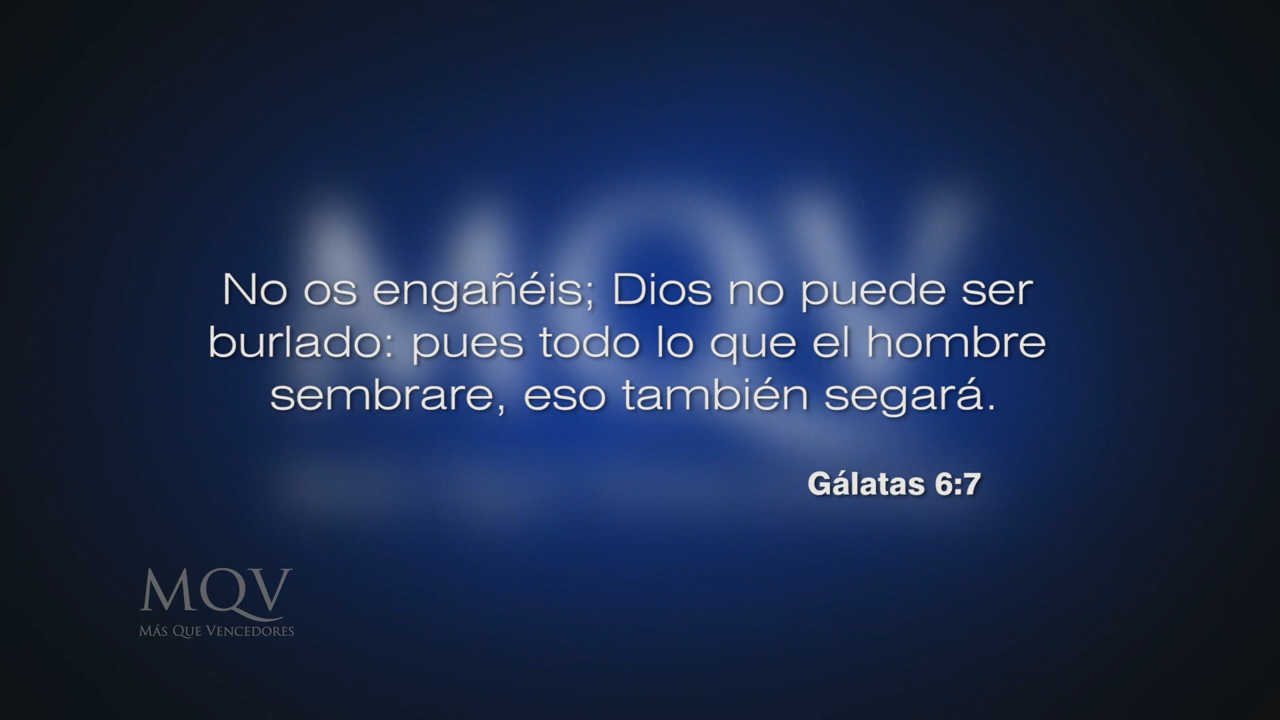 No os engañéis; Dios no puede ser
burlado: pues todo lo que el hombre
sembrare, eso también segará.
Gálatas 6:7
MQV
MÁS QUE VENCEDORES